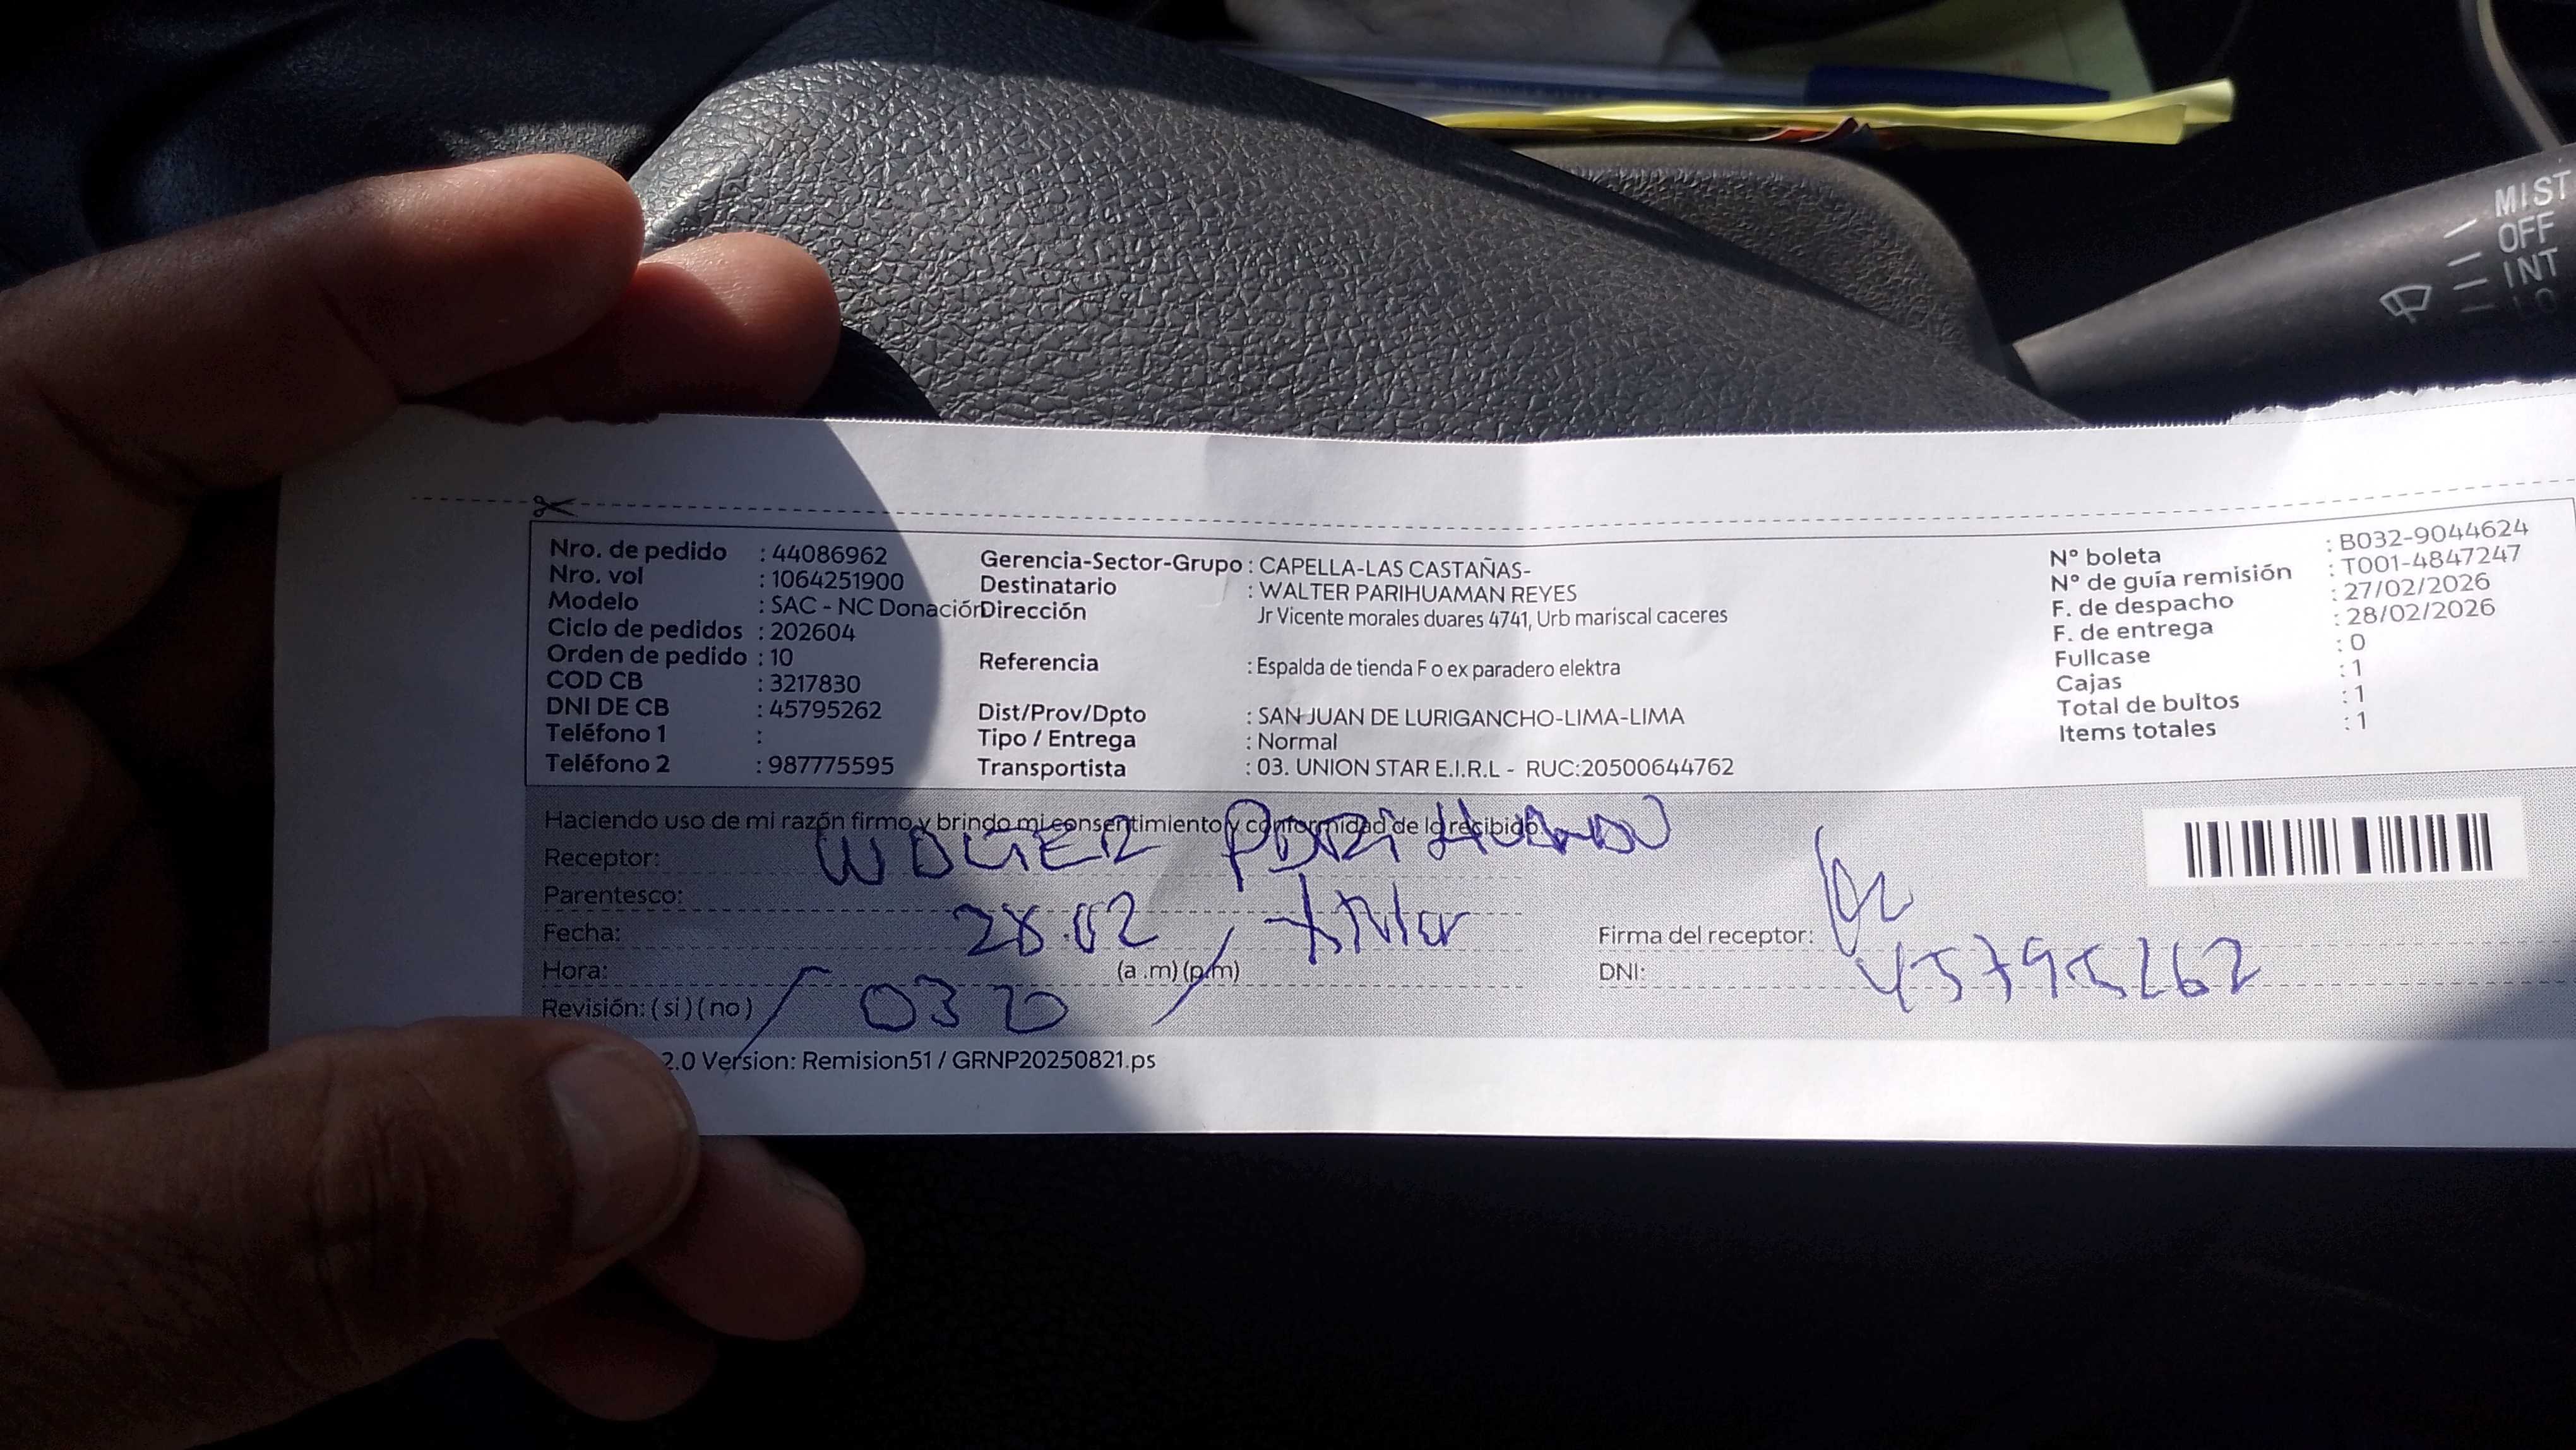 MIST
OFF
INT
LO
Nro. de pedido : 44086962
Nro. vol : 1064251900
Modelo : SAC - NC Donación
Ciclo de pedidos : 202604
Orden de pedido : 10
COD CB : 3217830
DNI DE CB : 45795262
Teléfono 1 :
Teléfono 2 : 987775595
Gerencia-Sector-Grupo : CAPELLA-LAS CASTAÑAS-
Destinatario : WALTER PARIHUAMAN REYES
Dirección Jr Vicente morales duares 4741, Urb mariscal caceres
Referencia : Espalda de tienda F o ex paradero elektra
Dist/Prov/Dpto : SAN JUAN DE LURIGANCHO-LIMA-LIMA
Tipo / Entrega : Normal
Transportista : 03. UNION STAR E.I.R.L - RUC:20500644762
N° boleta : B032-9044624
N° de guía remisión : T001-4847247
F. de despacho : 27/02/2026
F. de entrega : 28/02/2026
Fullcase : 0
Cajas : 1
Total de bultos : 1
Items totales : 1
Haciendo uso de mi razón firmo y brindo mi consentimiento y conformidad de lo recibido
Receptor: WALTER
Parentesco:
Fecha: 28.02
Hora: (a .m) (p.m)
Revisión: ( si ) ( no ) 03 20
Firma del receptor:
DNI: 45795262
2.0 Version: Remision51 / GRNP20250821.ps